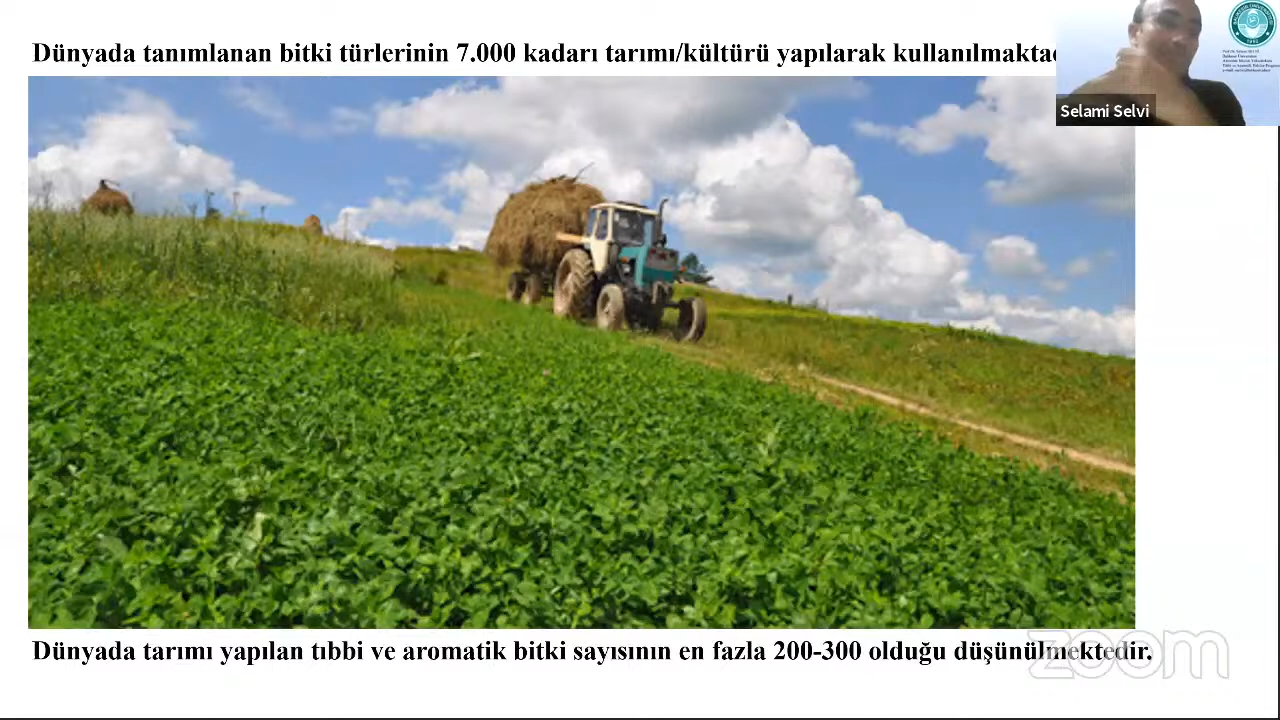 Dünyada tanımlanan bitki türlerinin 7.000 kadarı tarımı/kültürü yapılarak kullanılmaktad
Selami Selvi
Dünyada tarımı yapılan tıbbi ve aromatik bitki sayısının en fazla 200-300 olduğu düşünülmektedir.
zoom